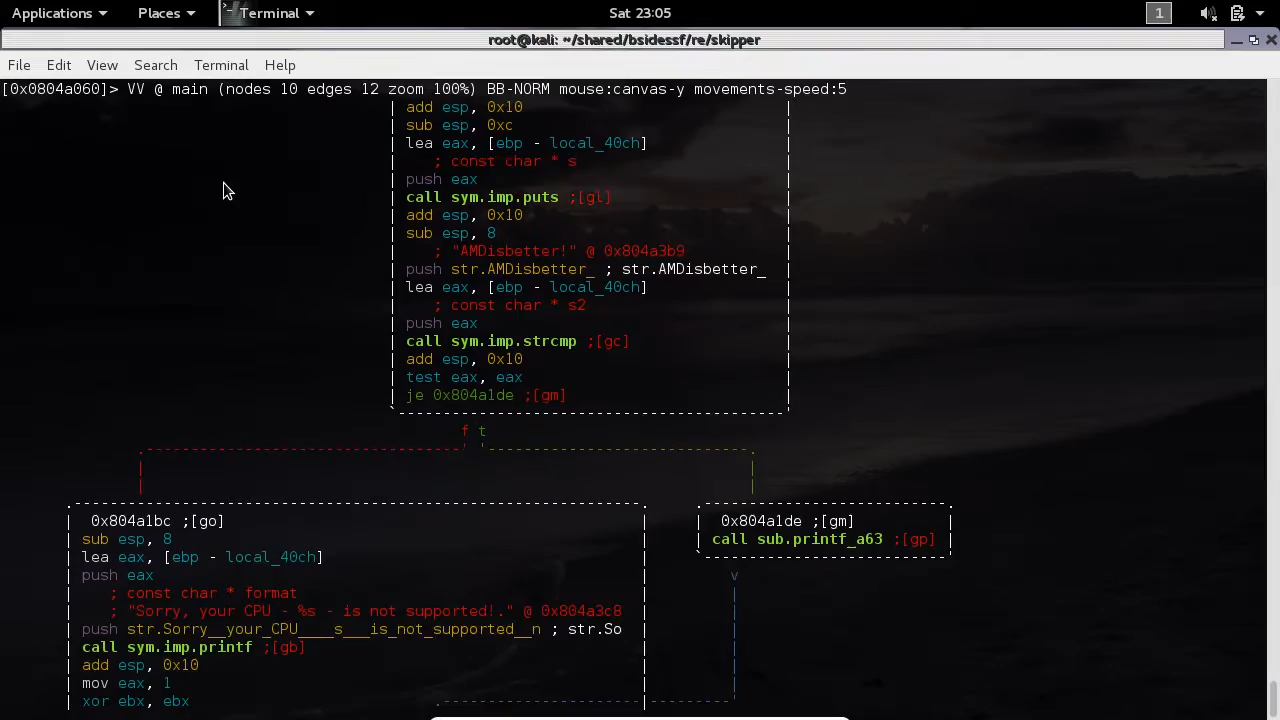 Applications Places Terminal Sat 23:05 1
root@kali: ~/shared/bsidessf/re/skipper
File Edit View Search Terminal Help
[0x0804a060]> VV @ main (nodes 10 edges 12 zoom 100%) BB-NORM mouse:canvas-y movements-speed:5
add esp, 0x10
sub esp, 0xc
lea eax, [ebp - local_40ch]
; const char * s
push eax
call sym.imp.puts ;[gl]
add esp, 0x10
sub esp, 8
; "AMDisbetter!" @ 0x804a3b9
push str.AMDisbetter_ ; str.AMDisbetter_
lea eax, [ebp - local_40ch]
; const char * s2
push eax
call sym.imp.strcmp ;[gc]
add esp, 0x10
test eax, eax
je 0x804a1de ;[gm]
f t
0x804a1bc ;[go]
sub esp, 8
lea eax, [ebp - local_40ch]
push eax
; const char * format
; "Sorry, your CPU - %s - is not supported!." @ 0x804a3c8
push str.Sorry__your_CPU____s___is_not_supported__n ; str.So
call sym.imp.printf ;[gb]
add esp, 0x10
mov eax, 1
xor ebx, ebx
0x804a1de ;[gm]
call sub.printf_a63 ;[gp]
v